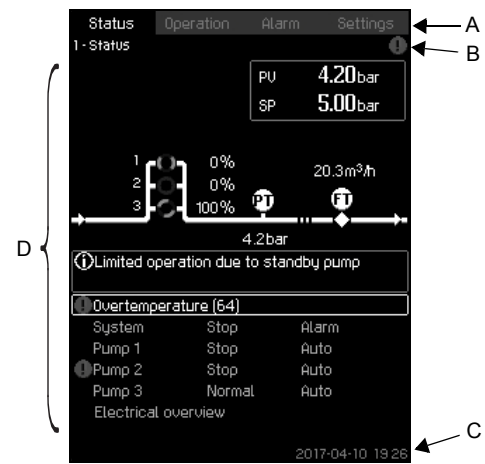 Status Operation Alarm Settings A
1 - Status B
PV 4.20bar
SP 5.00bar
1 0% 20.3m³/h
2 0%
3 100% PT FT
D
4.2bar
Limited operation due to standby pump
Overtemperature (64)
System Stop Alarm
Pump 1 Stop Auto
Pump 2 Stop Auto
Pump 3 Normal Auto
Electrical overview
C
2017-04-10 19 26